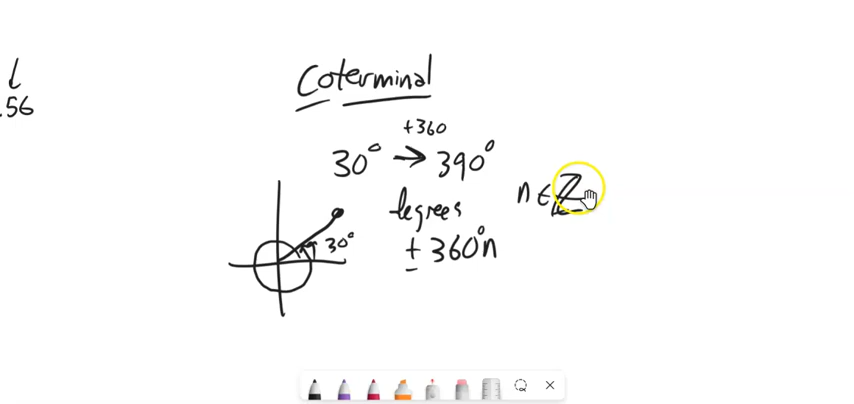 l
.56
Coterminal
+360
30° → 390°
n ∈ ℤ
degrees
30°
± 360°n